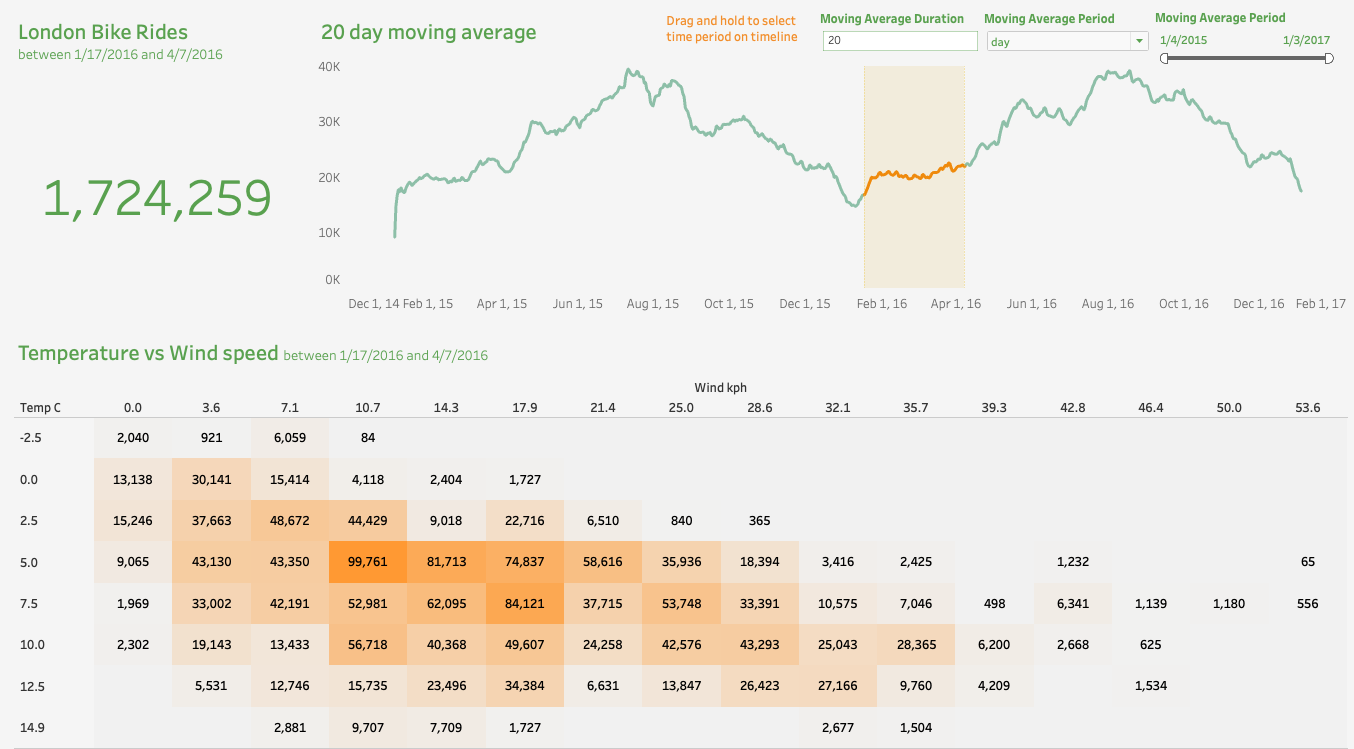 London Bike Rides
between 1/17/2016 and 4/7/2016
1,724,259
20 day moving average
Drag and hold to select
time period on timeline
Moving Average Duration
20
Moving Average Period
day
Moving Average Period
1/4/2015 1/3/2017
40K
30K
20K
10K
0K
Dec 1, 14 Feb 1, 15 Apr 1, 15 Jun 1, 15 Aug 1, 15 Oct 1, 15 Dec 1, 15 Feb 1, 16 Apr 1, 16 Jun 1, 16 Aug 1, 16 Oct 1, 16 Dec 1, 16 Feb 1, 17
Temperature vs Wind speed between 1/17/2016 and 4/7/2016
Wind kph
Temp C 0.0 3.6 7.1 10.7 14.3 17.9 21.4 25.0 28.6 32.1 35.7 39.3 42.8 46.4 50.0 53.6
-2.5 2,040 921 6,059 84
0.0 13,138 30,141 15,414 4,118 2,404 1,727
2.5 15,246 37,663 48,672 44,429 9,018 22,716 6,510 840 365
5.0 9,065 43,130 43,350 99,761 81,713 74,837 58,616 35,936 18,394 3,416 2,425 1,232 65
7.5 1,969 33,002 42,191 52,981 62,095 84,121 37,715 53,748 33,391 10,575 7,046 498 6,341 1,139 1,180 556
10.0 2,302 19,143 13,433 56,718 40,368 49,607 24,258 42,576 43,293 25,043 28,365 6,200 2,668 625
12.5 5,531 12,746 15,735 23,496 34,384 6,631 13,847 26,423 27,166 9,760 4,209 1,534
14.9 2,881 9,707 7,709 1,727 2,677 1,504